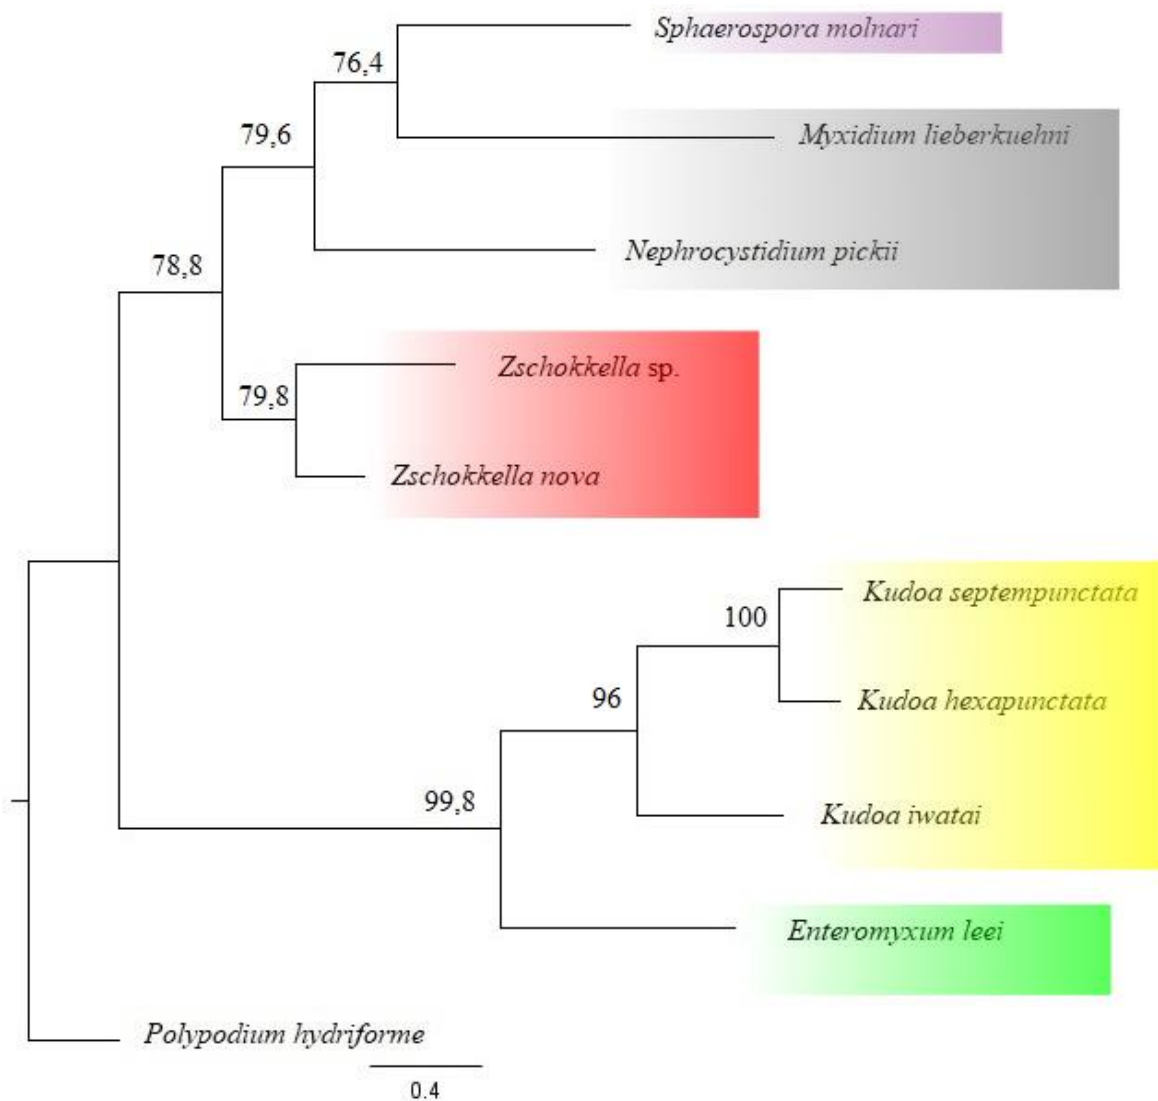 Sphaerospora molnari
76,4
79,6
Myxidium lieberkuehni
Nephrocystidium pickii
78,8
Zschokkella sp.
79,8
Zschokkella nova
Kudoa septempunctata
100
96
Kudoa hexapunctata
99,8
Kudoa iwatai
Enteromyxum leei
Polypodium hydriforme
0.4